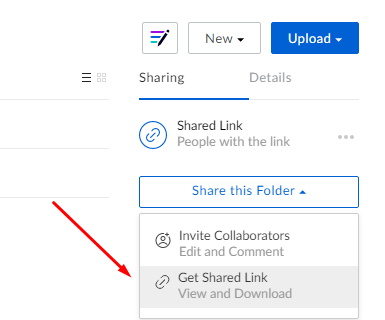 New
Upload
Sharing
Details
Shared Link
People with the link
Share this Folder
Invite Collaborators
Edit and Comment
Get Shared Link
View and Download